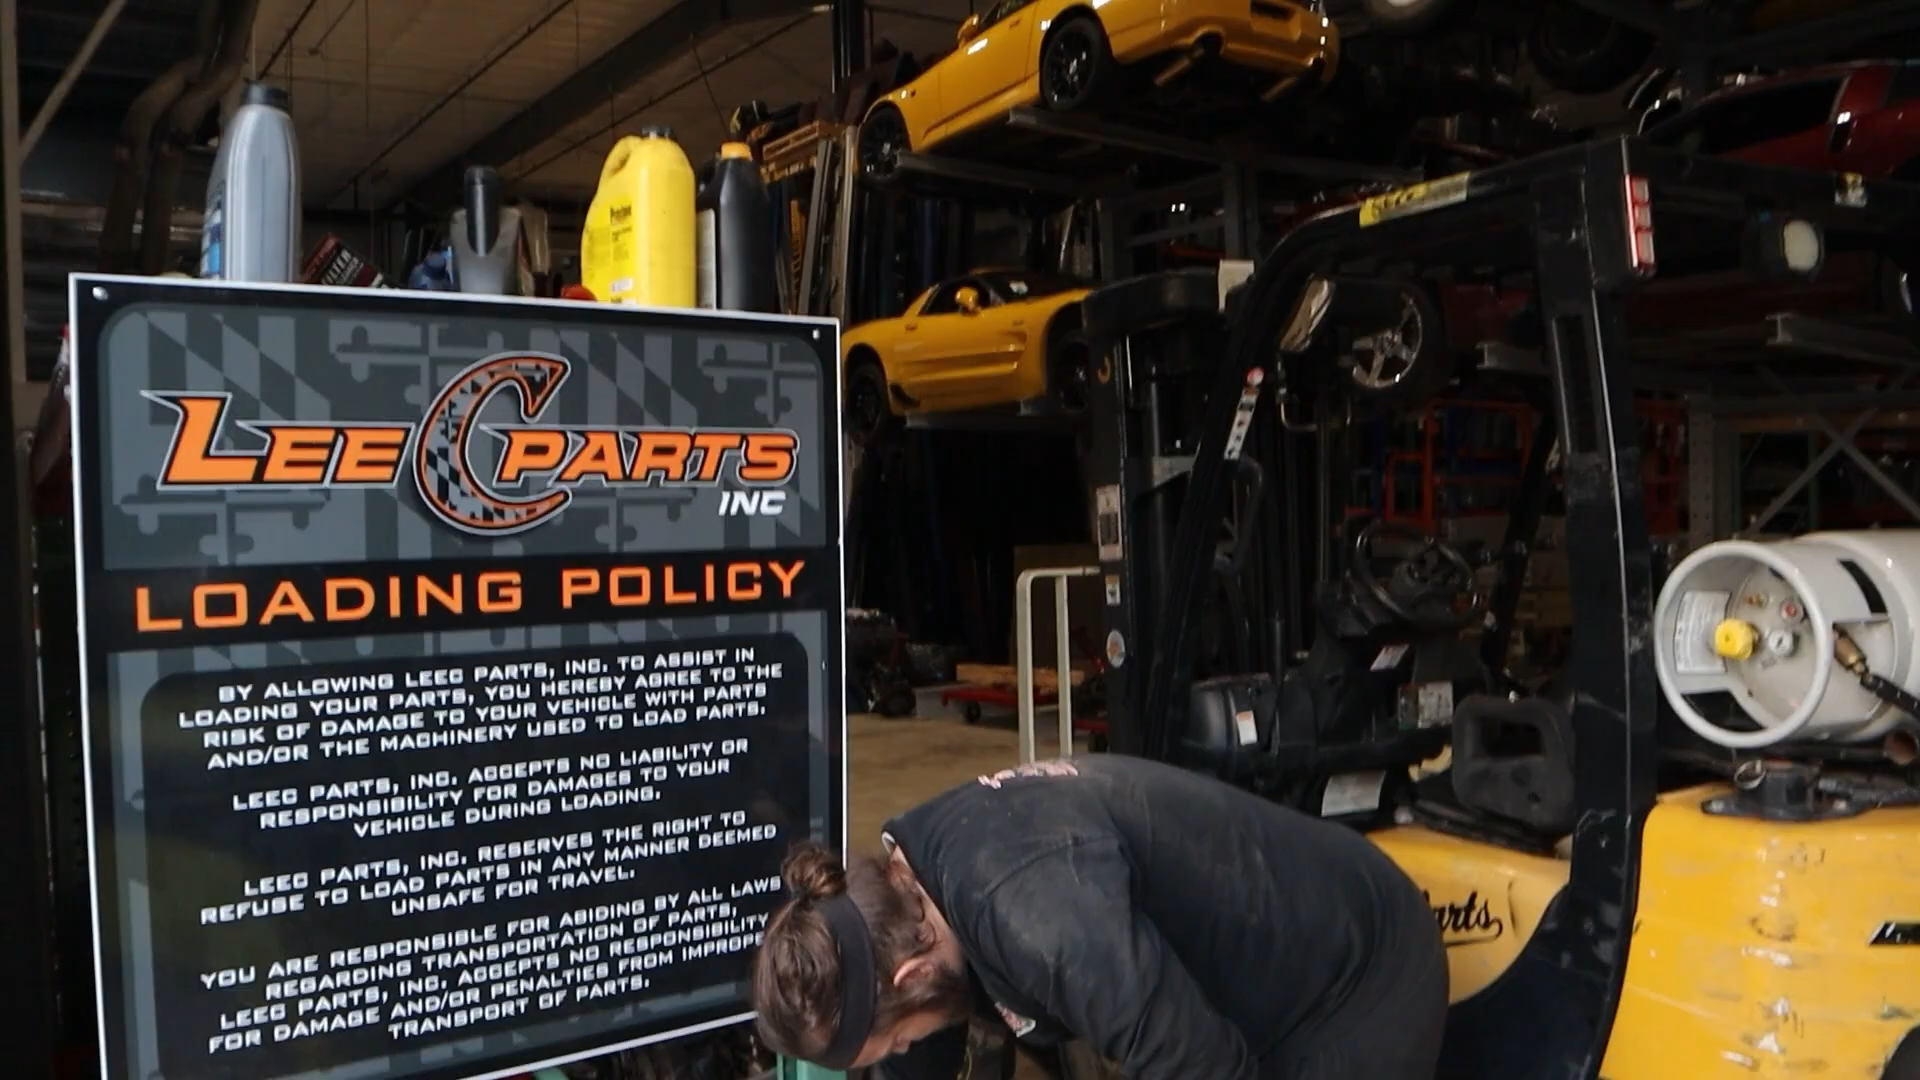 Prestone
FILTER
LEE C PARTS
INC
LOADING POLICY
BY ALLOWING LEEC PARTS, INC. TO ASSIST IN
LOADING YOUR PARTS, YOU HEREBY AGREE TO THE
RISK OF DAMAGE TO YOUR VEHICLE WITH PARTS
AND/OR THE MACHINERY USED TO LOAD PARTS.
LEEC PARTS, INC. ACCEPTS NO LIABILITY OR
RESPONSIBILITY FOR DAMAGES TO YOUR
VEHICLE DURING LOADING.
LEEC PARTS, INC. RESERVES THE RIGHT TO
REFUSE TO LOAD PARTS IN ANY MANNER DEEMED
UNSAFE FOR TRAVEL.
YOU ARE RESPONSIBLE FOR ABIDING BY ALL LAWS
REGARDING TRANSPORTATION OF PARTS,
LEEC PARTS, INC. ACCEPTS NO RESPONSIBILITY
FOR DAMAGE AND/OR PENALTIES FROM IMPROPE
TRANSPORT OF PARTS.
arts